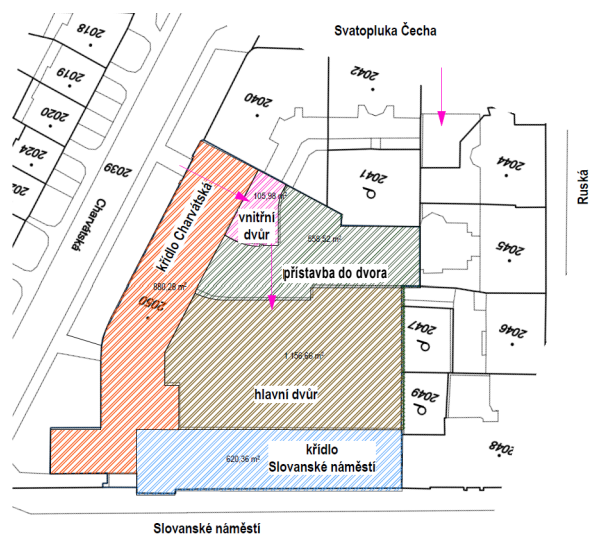 Svatopluka Čecha
2018
2019
2020
2024
2039
2040
2042
2041
2044
Ruská
Charvátská
křídlo Charvátská
880,28 m²
2050
105,98 m²
vnitřní
dvůr
558,52 m²
přístavba do dvora
2045
2047
2046
1 156,66 m²
hlavní dvůr
2049
2048
620,36 m²
křídlo
Slovanské náměstí
Slovanské náměstí